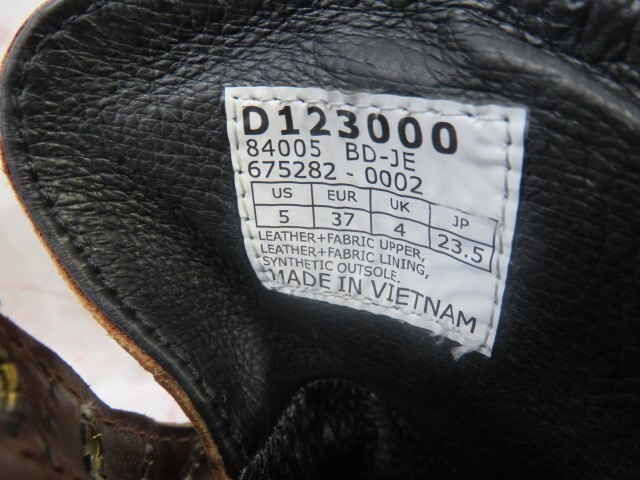 D123000
84005 BD-JE
675282-0002
US EUR UK JP
5 37 4 23.5
LEATHER+FABRIC UPPER,
LEATHER+FABRIC LINING,
SYNTHETIC OUTSOLE.
MADE IN VIETNAM